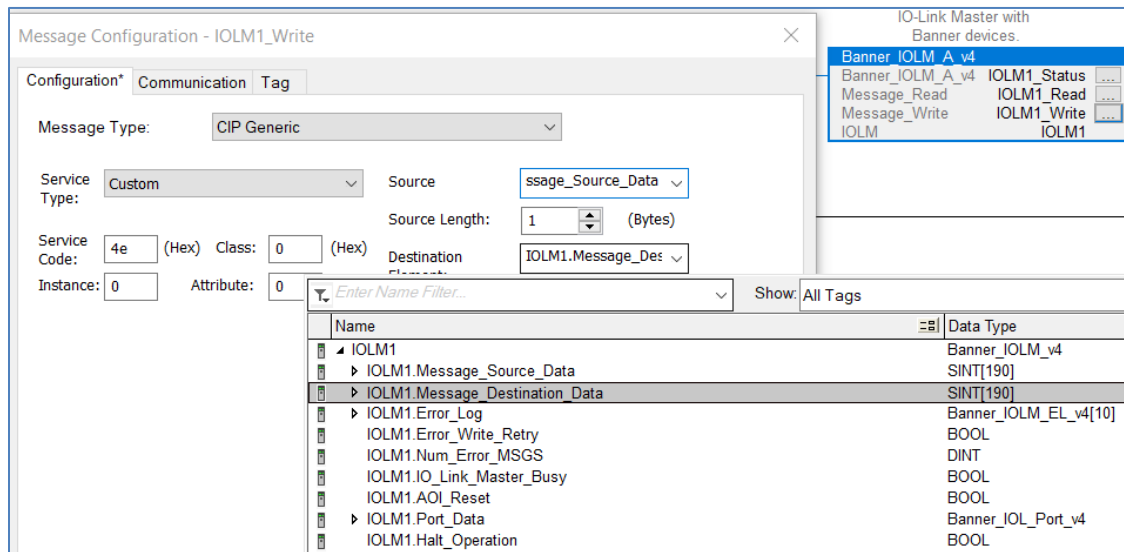 Message Configuration - IOLM1_Write
Configuration* Communication Tag
Message Type: CIP Generic
Service Type: Custom
Source ssage_Source_Data
Source Length: 1 (Bytes)
Service Code: 4e (Hex) Class: 0 (Hex)
Destination IOLM1.Message_Des
Instance: 0 Attribute: 0
IO-Link Master with
Banner devices.
Banner_IOLM_A_v4
Banner_IOLM_A_v4 IOLM1_Status ...
Message_Read IOLM1_Read ...
Message_Write IOLM1_Write ...
IOLM IOLM1
Enter Name Filter... Show: All Tags
Name Data Type
IOLM1 Banner_IOLM_v4
IOLM1.Message_Source_Data SINT[190]
IOLM1.Message_Destination_Data SINT[190]
IOLM1.Error_Log Banner_IOLM_EL_v4[10]
IOLM1.Error_Write_Retry BOOL
IOLM1.Num_Error_MSGS DINT
IOLM1.IO_Link_Master_Busy BOOL
IOLM1.AOI_Reset BOOL
IOLM1.Port_Data Banner_IOL_Port_v4
IOLM1.Halt_Operation BOOL